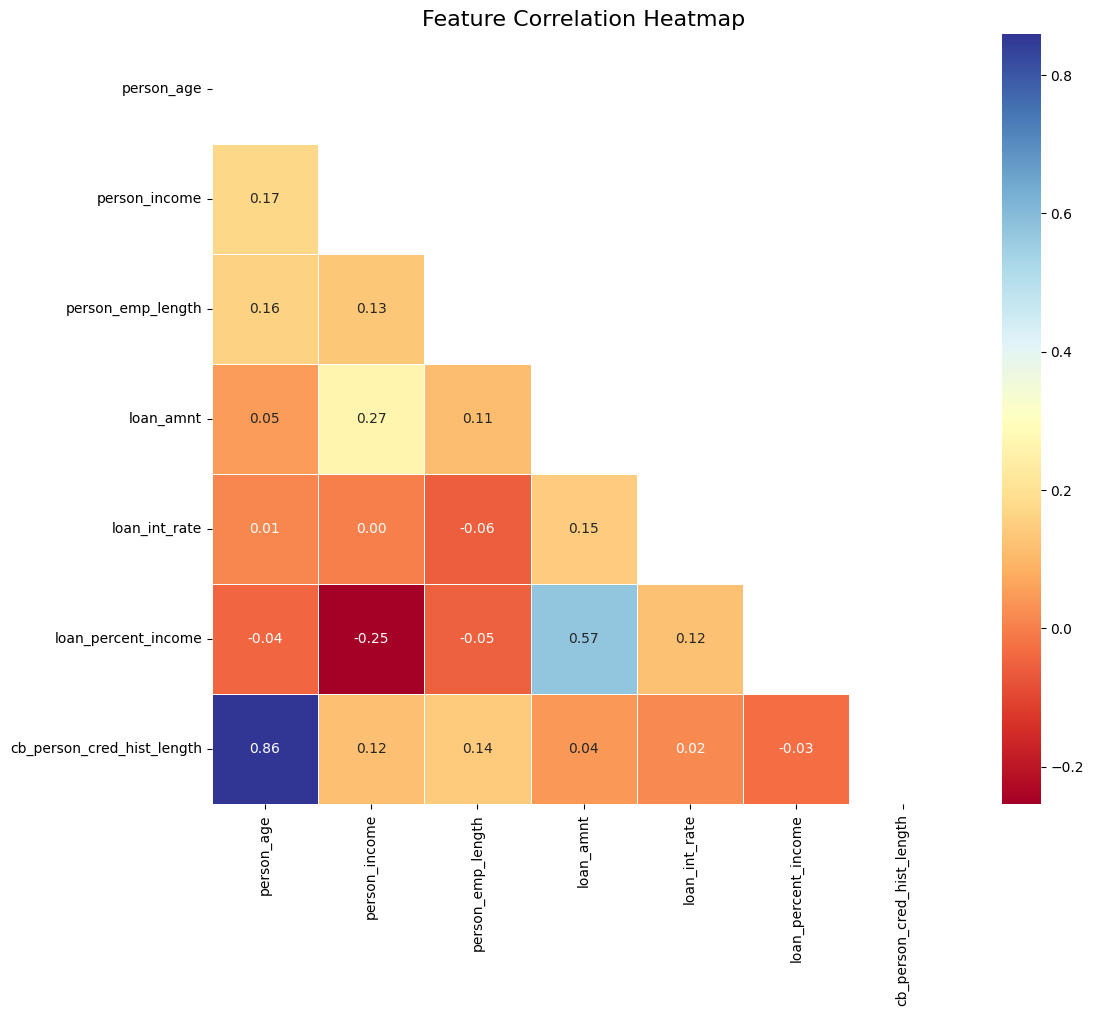 Feature Correlation Heatmap
person_age
person_income
0.17
person_emp_length
0.16 0.13
loan_amnt
0.05 0.27 0.11
loan_int_rate
0.01 0.00 -0.06 0.15
loan_percent_income
-0.04 -0.25 -0.05 0.57 0.12
cb_person_cred_hist_length
0.86 0.12 0.14 0.04 0.02 -0.03
person_age
person_income
person_emp_length
loan_amnt
loan_int_rate
loan_percent_income
cb_person_cred_hist_length
0.8
0.6
0.4
0.2
0.0
−0.2